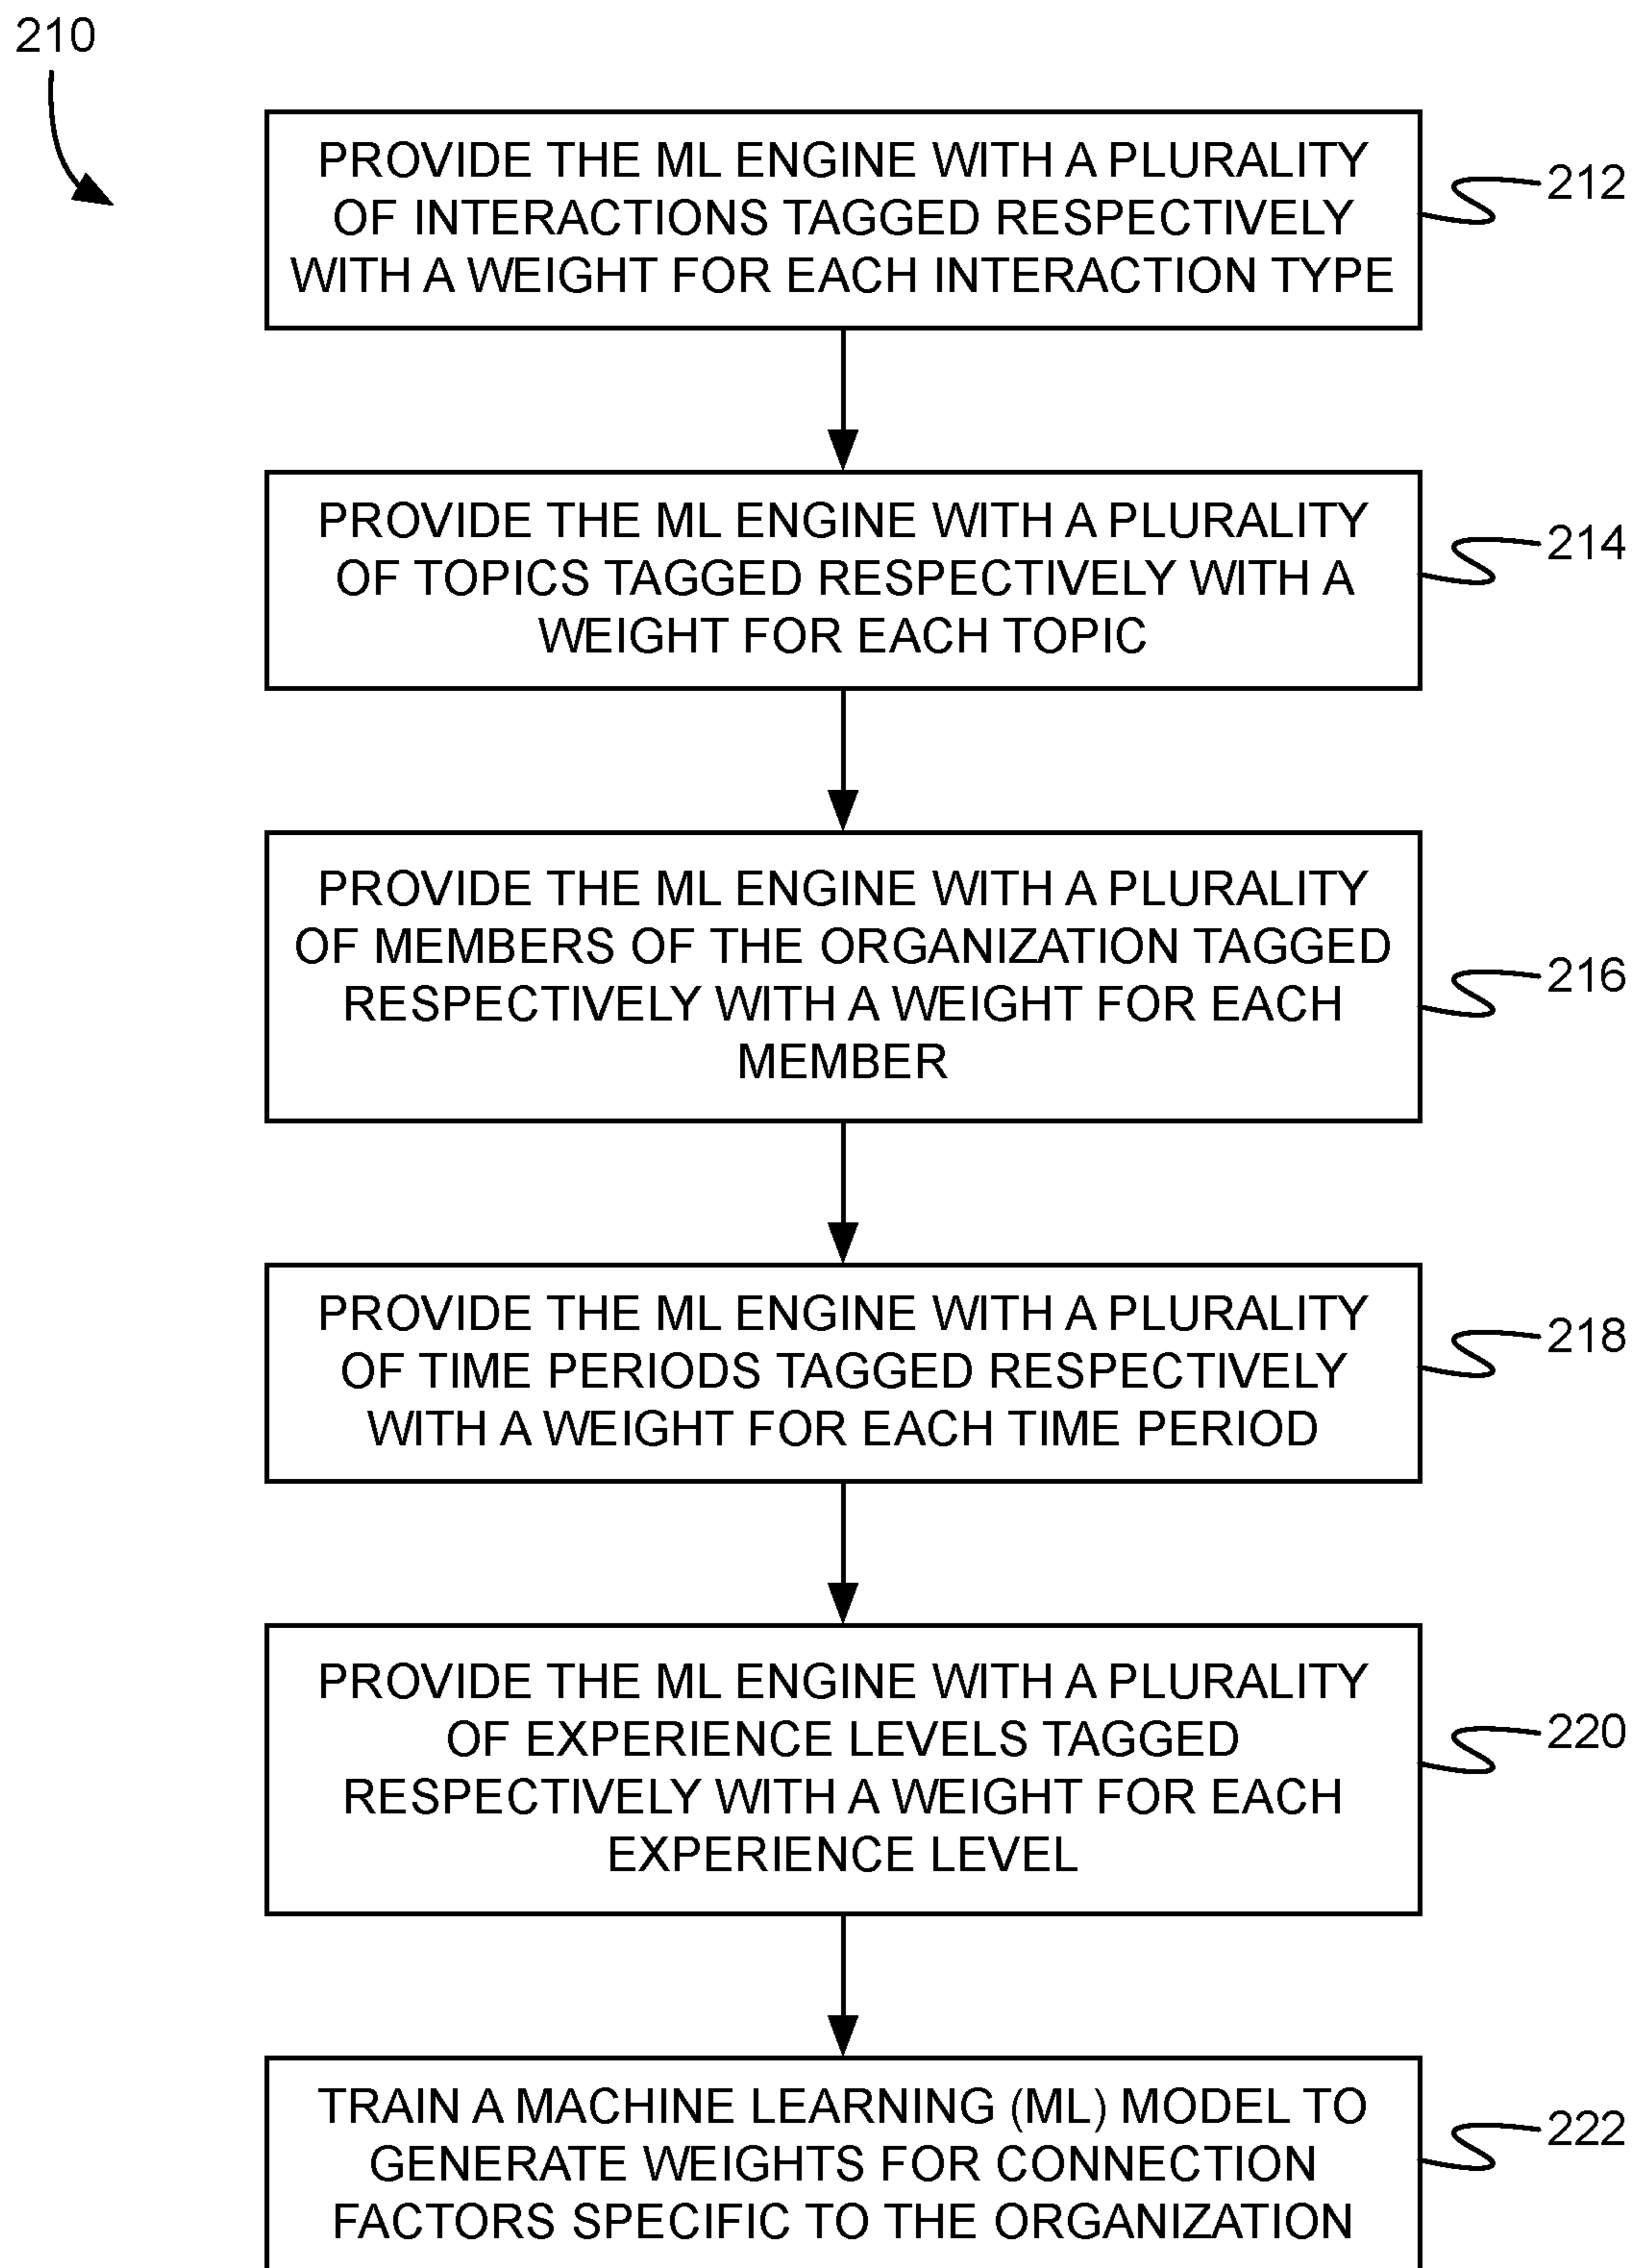 210
PROVIDE THE ML ENGINE WITH A PLURALITY
OF INTERACTIONS TAGGED RESPECTIVELY
WITH A WEIGHT FOR EACH INTERACTION TYPE
212
PROVIDE THE ML ENGINE WITH A PLURALITY
OF TOPICS TAGGED RESPECTIVELY WITH A
WEIGHT FOR EACH TOPIC
214
PROVIDE THE ML ENGINE WITH A PLURALITY
OF MEMBERS OF THE ORGANIZATION TAGGED
RESPECTIVELY WITH A WEIGHT FOR EACH
MEMBER
216
PROVIDE THE ML ENGINE WITH A PLURALITY
OF TIME PERIODS TAGGED RESPECTIVELY
WITH A WEIGHT FOR EACH TIME PERIOD
218
PROVIDE THE ML ENGINE WITH A PLURALITY
OF EXPERIENCE LEVELS TAGGED
RESPECTIVELY WITH A WEIGHT FOR EACH
EXPERIENCE LEVEL
220
TRAIN A MACHINE LEARNING (ML) MODEL TO
GENERATE WEIGHTS FOR CONNECTION
FACTORS SPECIFIC TO THE ORGANIZATION
222